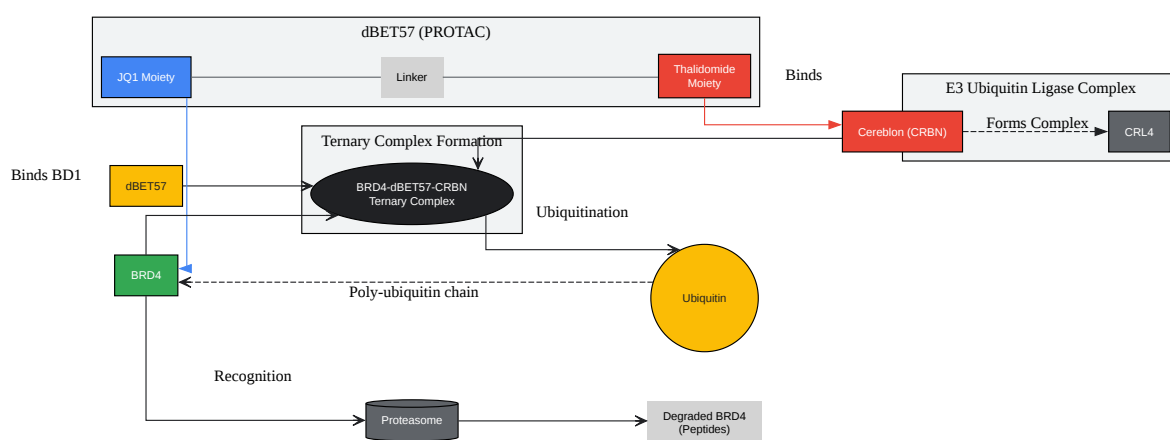 dBET57 (PROTAC)
JQ1 Moiety
Linker
Thalidomide
Moiety
Binds
E3 Ubiquitin Ligase Complex
Cereblon (CRBN)
Forms Complex
CRL4
Ternary Complex Formation
Binds BD1
dBET57
BRD4-dBET57-CRBN
Ternary Complex
Ubiquitination
BRD4
Poly-ubiquitin chain
Ubiquitin
Recognition
Proteasome
Degraded BRD4
(Peptides)